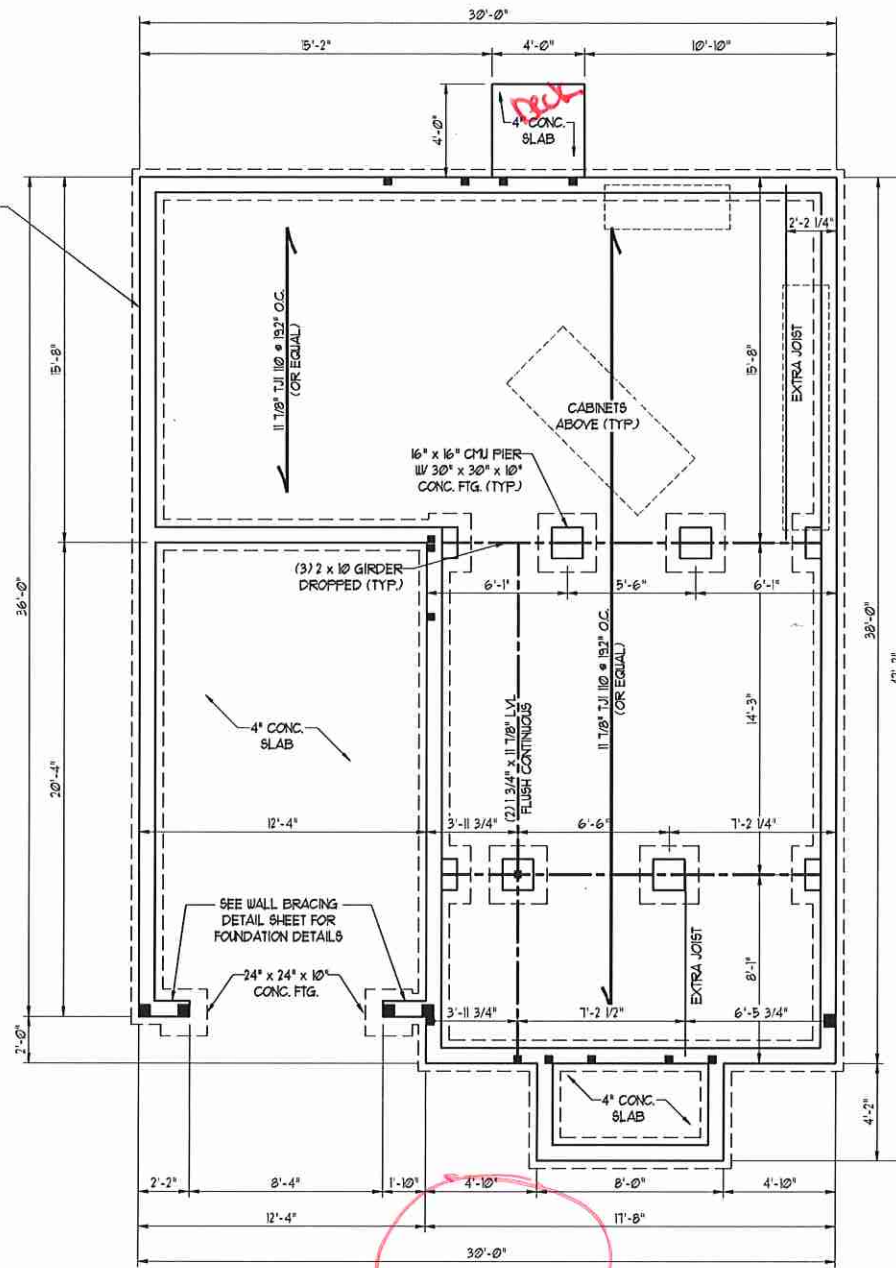 30'-0"
15'-2"
4'-0"
10'-10"
4'-0"
Deck
4" CONC.
SLAB
2'-2 1/4"
15'-8"
11 7/8" TJI 110 @ 19.2" O.C.
(OR EQUAL)
15'-8"
EXTRA JOIST
CABINETS
ABOVE (TYP.)
16" x 16" CMU PIER
W/ 30" x 30" x 10"
CONC. FTG. (TYP.)
(3) 2 x 10 GIRDER
DROPPED (TYP.)
6'-1"
5'-6"
6'-1"
36'-0"
38'-0"
11 7/8" TJI 110 @ 19.2" O.C.
(OR EQUAL)
(2) 1 3/4" x 11 7/8" LVL
FLUSH CONTINUOUS
14'-3"
4" CONC.
SLAB
20'-4"
12'-4"
3'-11 3/4"
6'-6"
7'-2 1/4"
SEE WALL BRACING
DETAIL SHEET FOR
FOUNDATION DETAILS
24" x 24" x 10"
CONC. FTG.
EXTRA JOIST
8'-1"
3'-11 3/4"
7'-2 1/2"
6'-5 3/4"
2'-0"
4" CONC.
SLAB
4'-2"
2'-2"
8'-4"
1'-10"
4'-10"
8'-0"
4'-10"
12'-4"
17'-8"
30'-0"